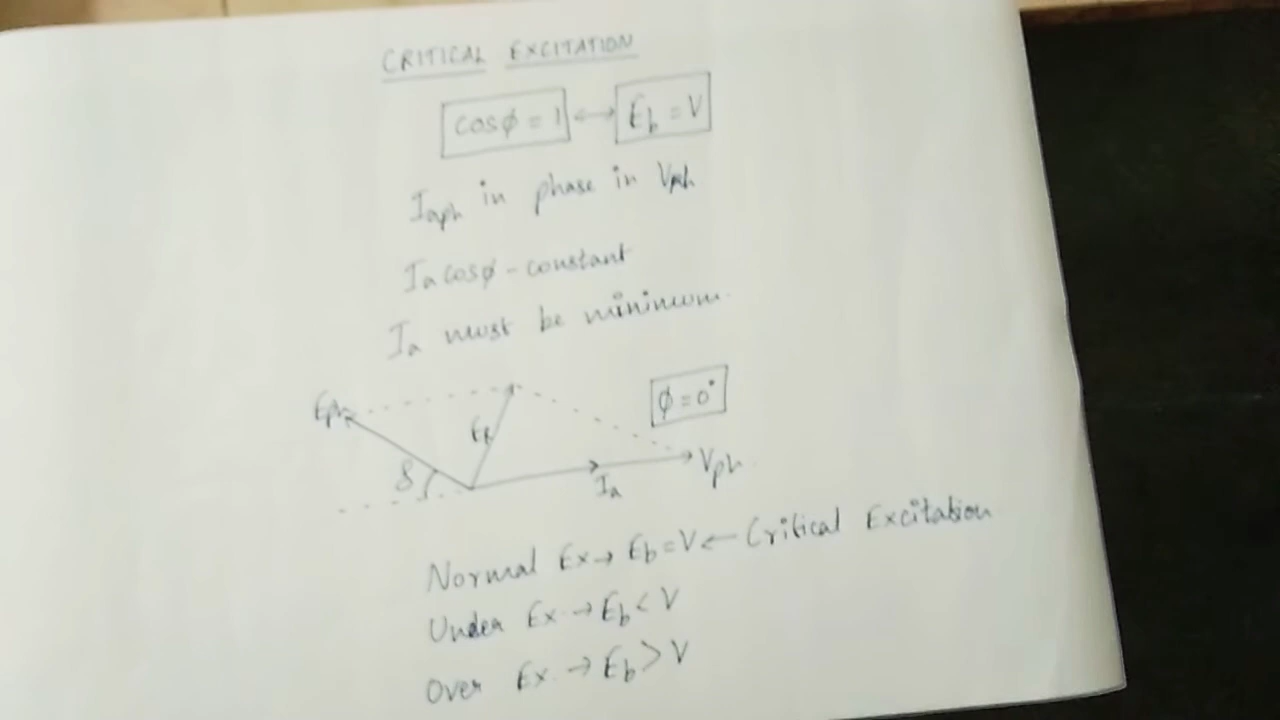 CRITICAL EXCITATION
cosϕ = 1 ↔ Eb = V
Iaph in phase in Vph
Ia cosϕ - constant
Ia must be minimum.
Eph
ER
ϕ = 0°
δ
Ia
Vph
Normal Ex → Eb = V ← Critical Excitation
Under Ex → Eb < V
Over Ex. → Eb > V